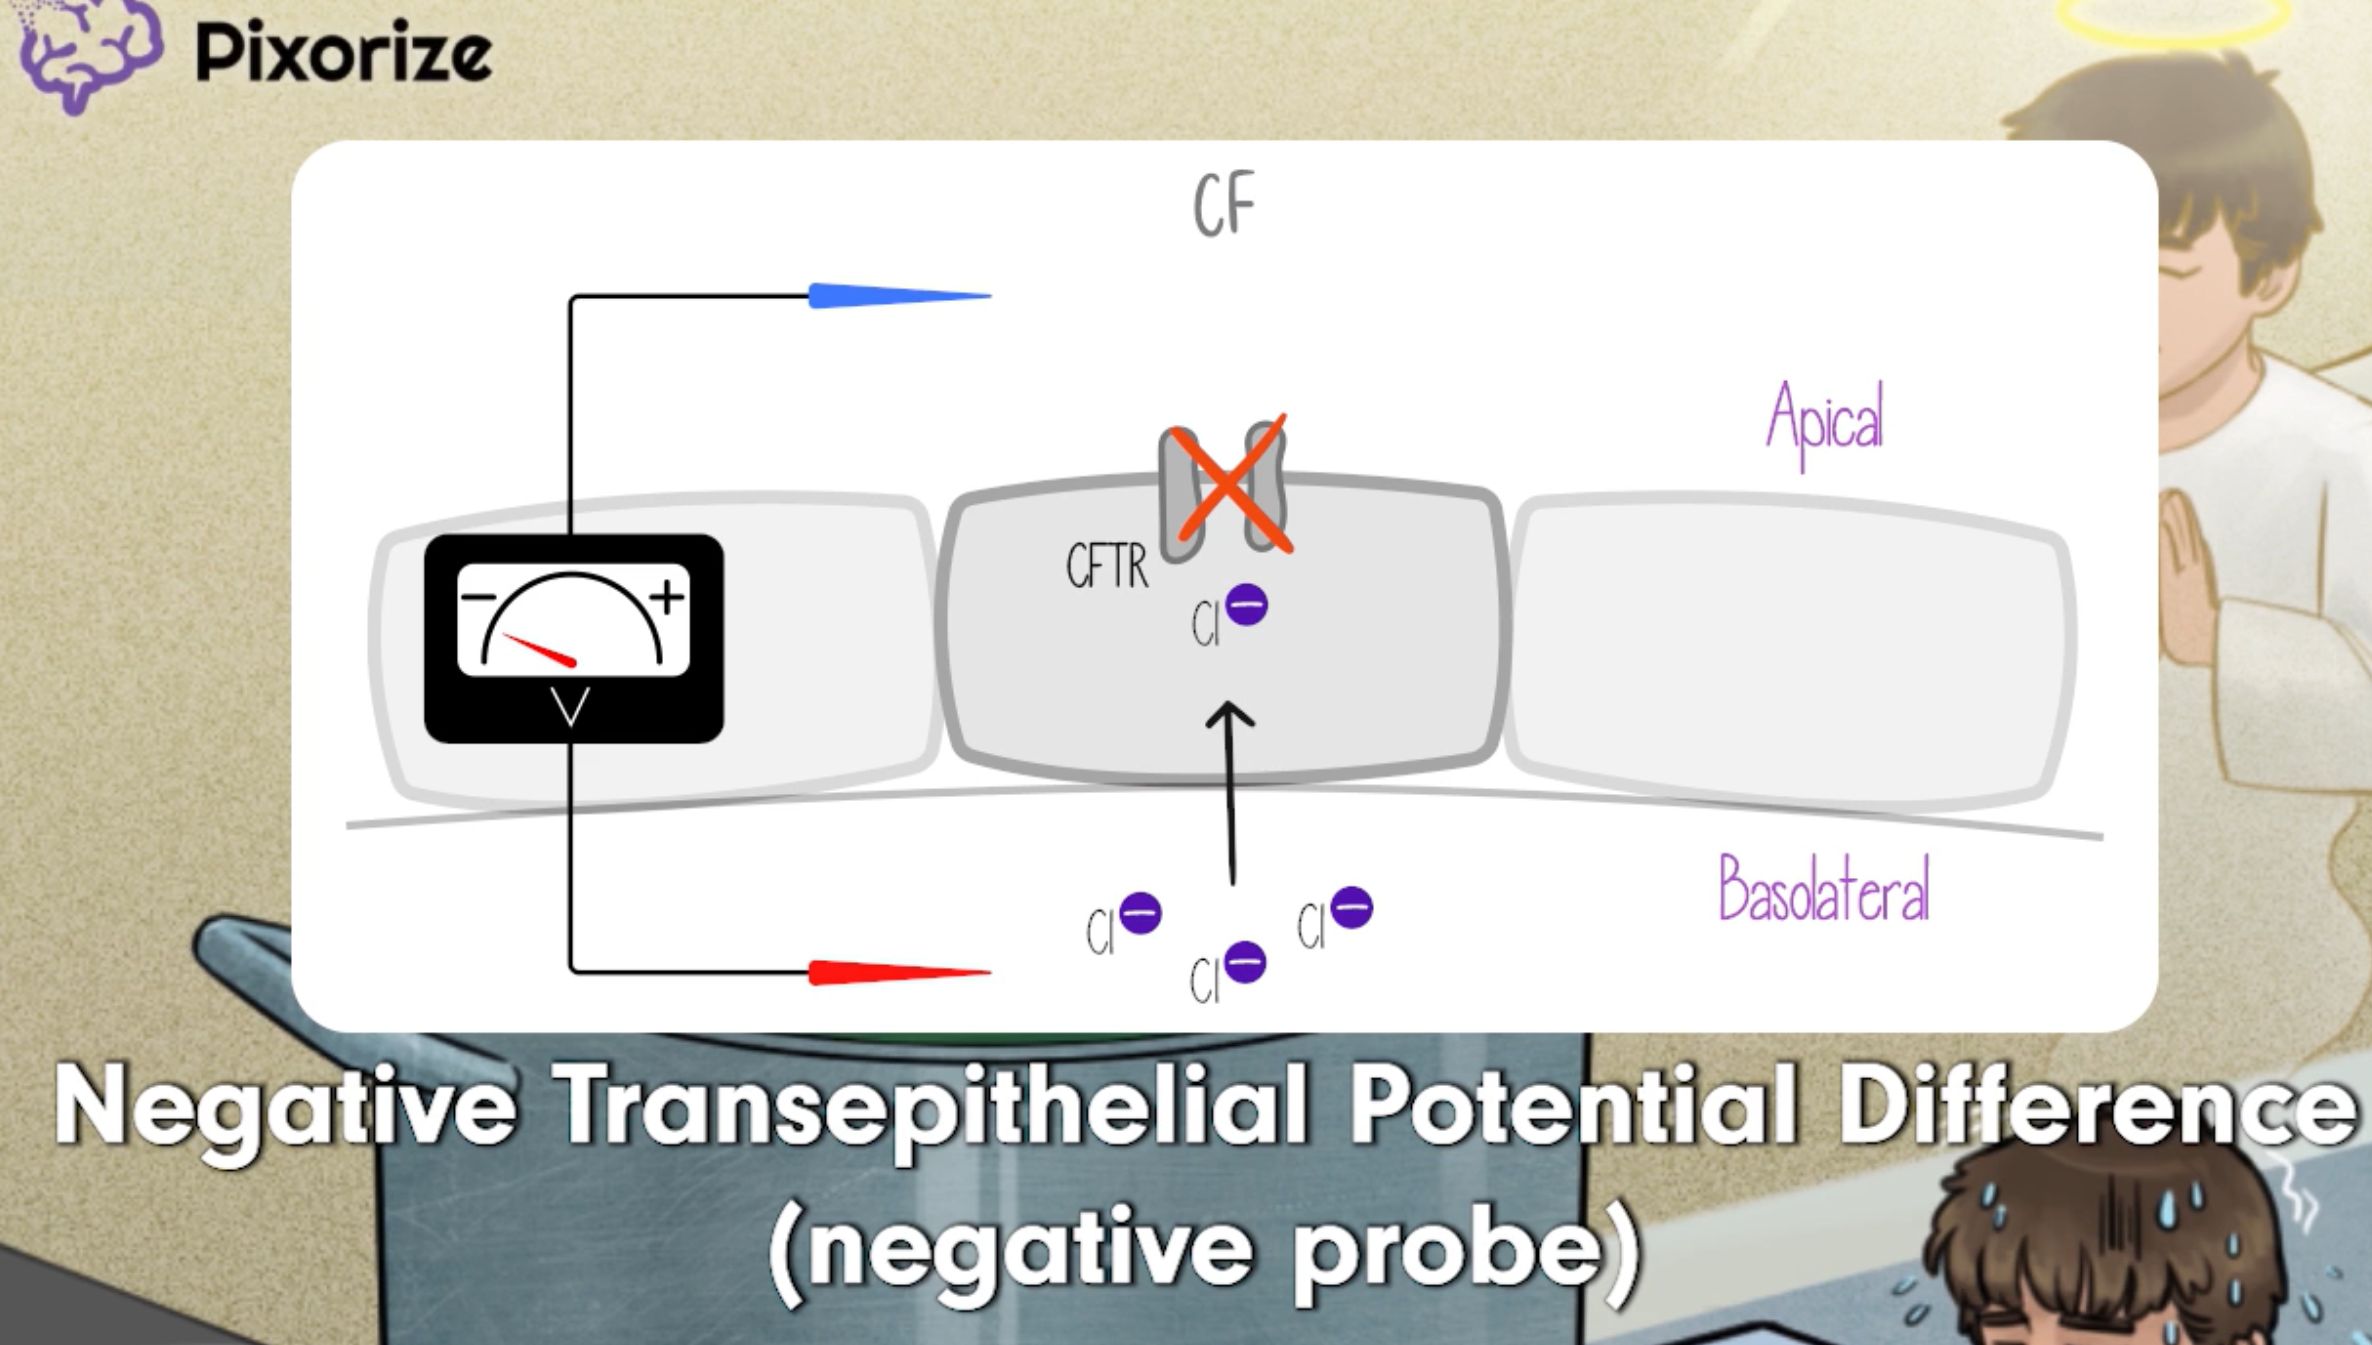 Pixorize
CF
Apical
CFTR
Cl−
− +
V
Basolateral
Cl− Cl−
Cl−
Negative Transepithelial Potential Difference
(negative probe)